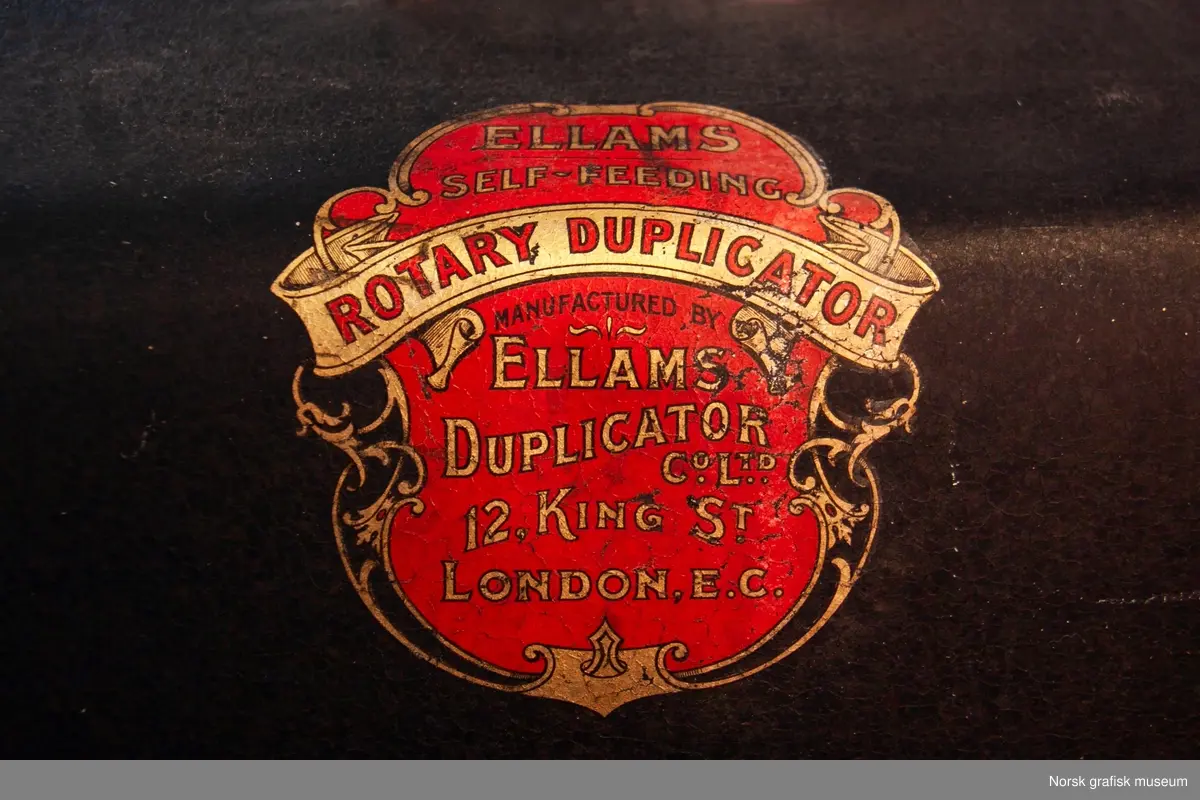 ELLAMS
SELF-FEEDING
ROTARY DUPLICATOR
MANUFACTURED BY
ELLAMS
DUPLICATOR
CO. LTD
12, KING ST.
LONDON, E.C.
Norsk grafisk museum